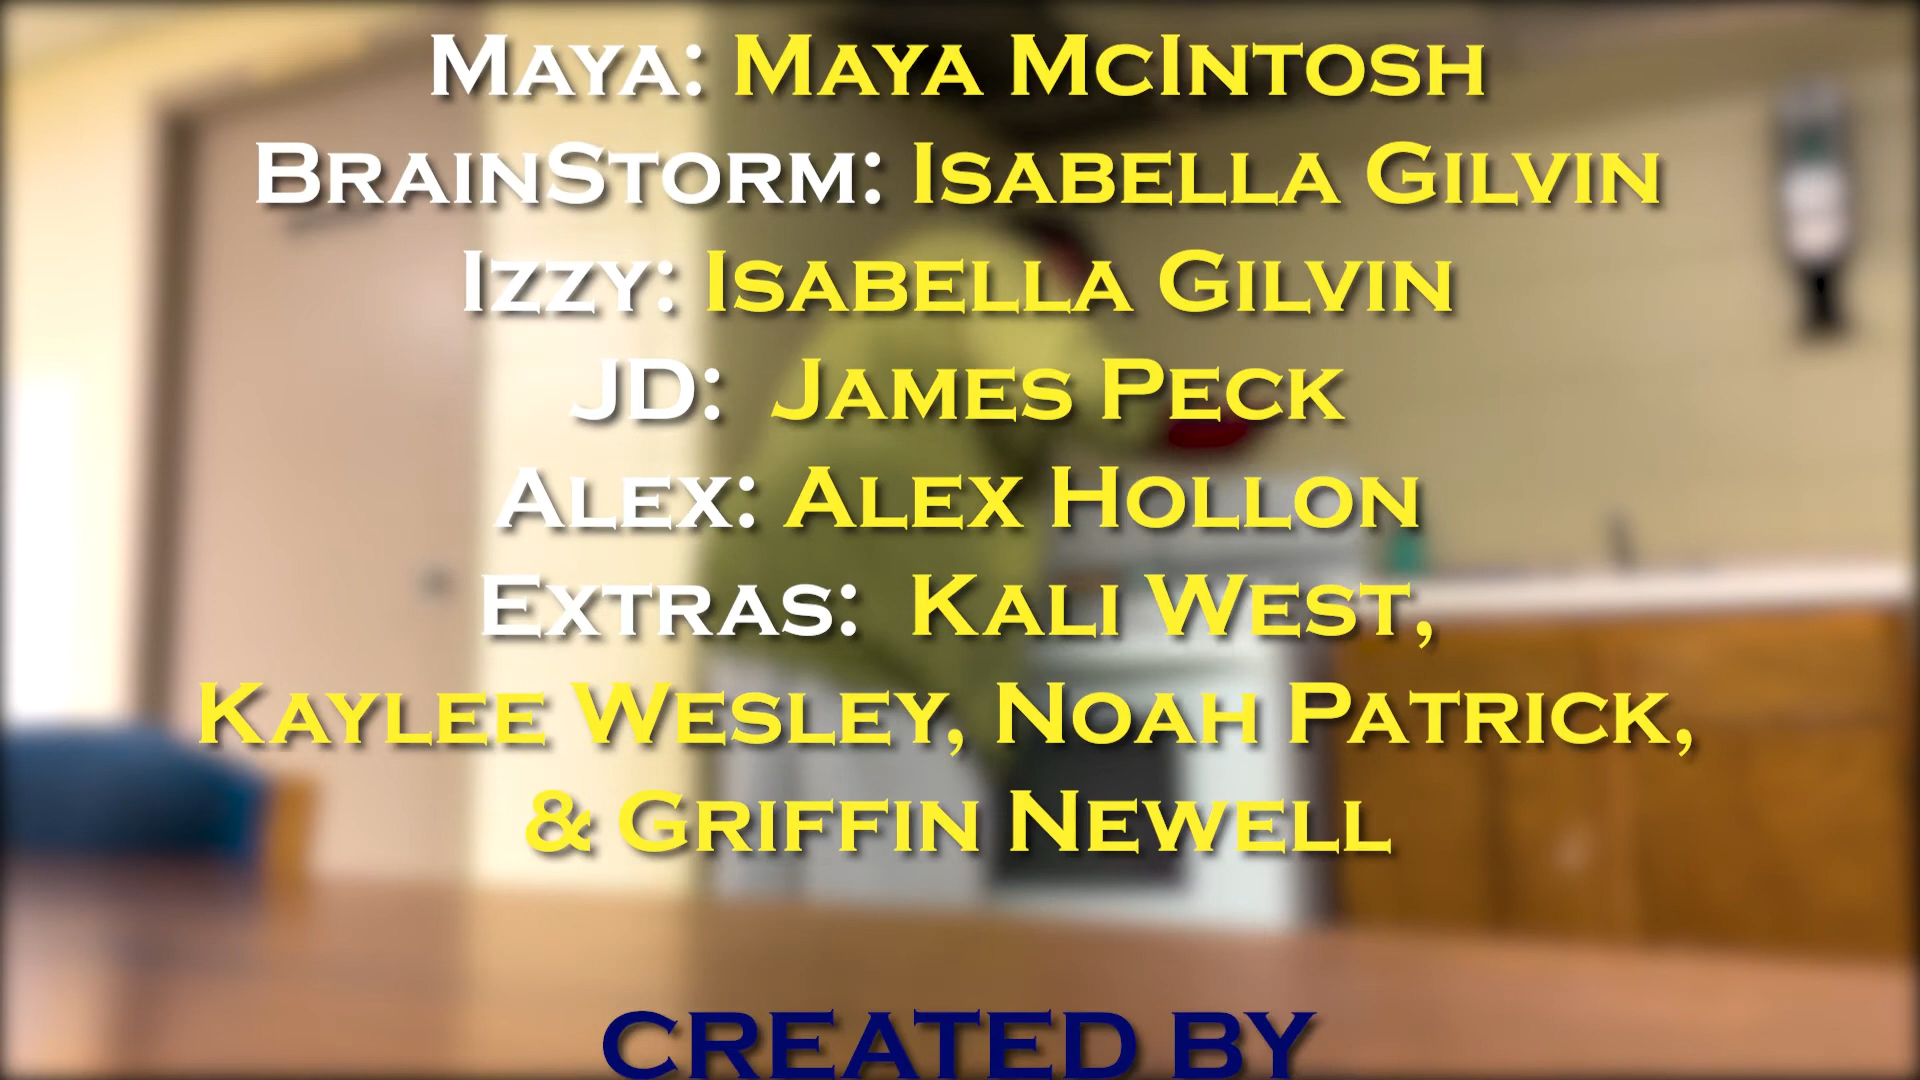 Maya: Maya McIntosh
BrainStorm: Isabella Gilvin
Izzy: Isabella Gilvin
JD: James Peck
Alex: Alex Hollon
Extras: Kali West,
Kaylee Wesley, Noah Patrick,
& Griffin Newell
CREATED BY